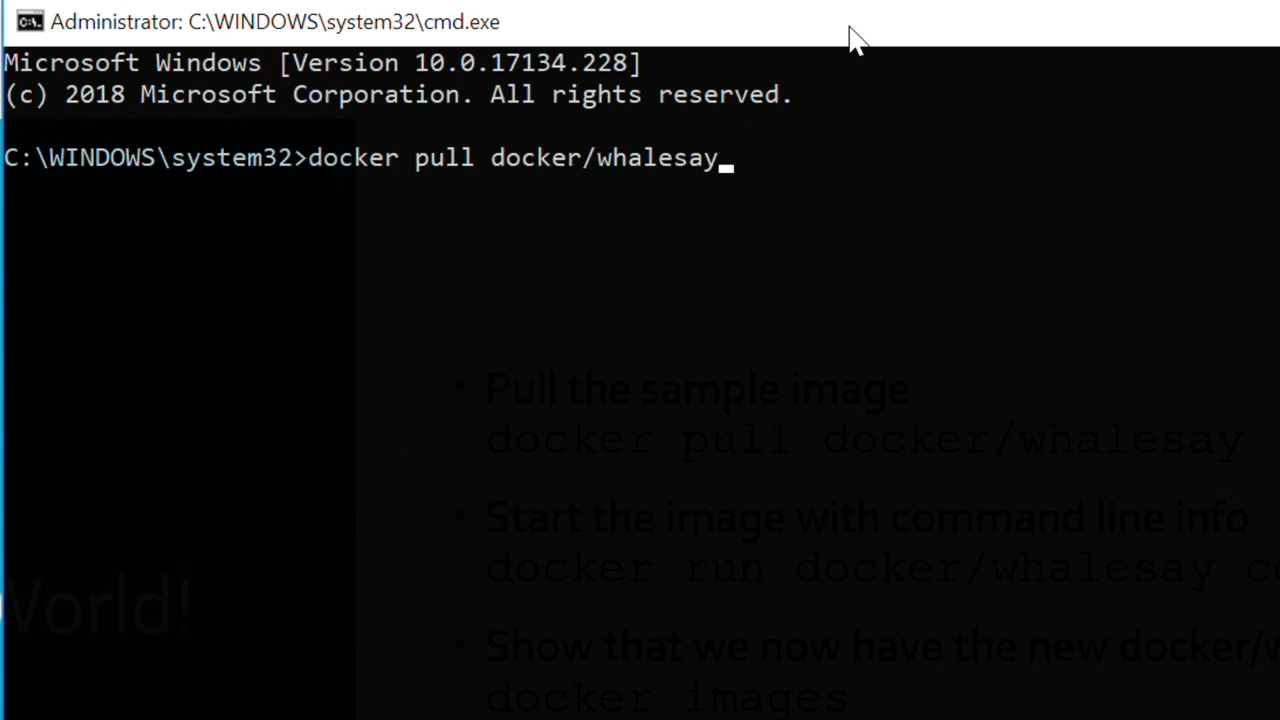 Administrator: C:\WINDOWS\system32\cmd.exe
Microsoft Windows [Version 10.0.17134.228]
(c) 2018 Microsoft Corporation. All rights reserved.
C:\WINDOWS\system32>docker pull docker/whalesay
• Pull the sample image
docker pull docker/whalesay
• Start the image with command line info
docker run docker/whalesay
World!
• Show that we now have the new
docker images